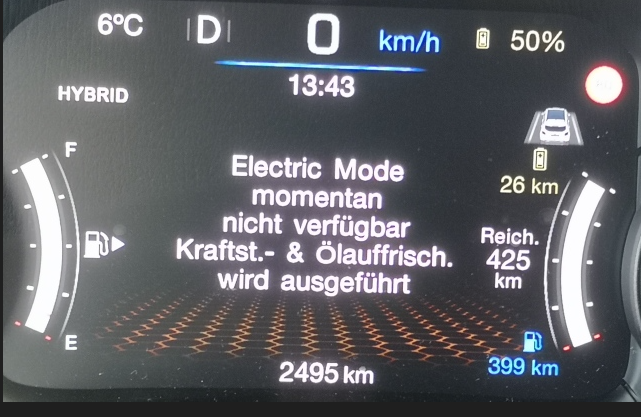 6°C D 0 km/h 50%
13:43
HYBRID
F
Electric Mode
momentan
nicht verfügbar
Kraftst.- & Ölauffrisch.
wird ausgeführt
26 km
Reich.
425
km
E
399 km
2495 km